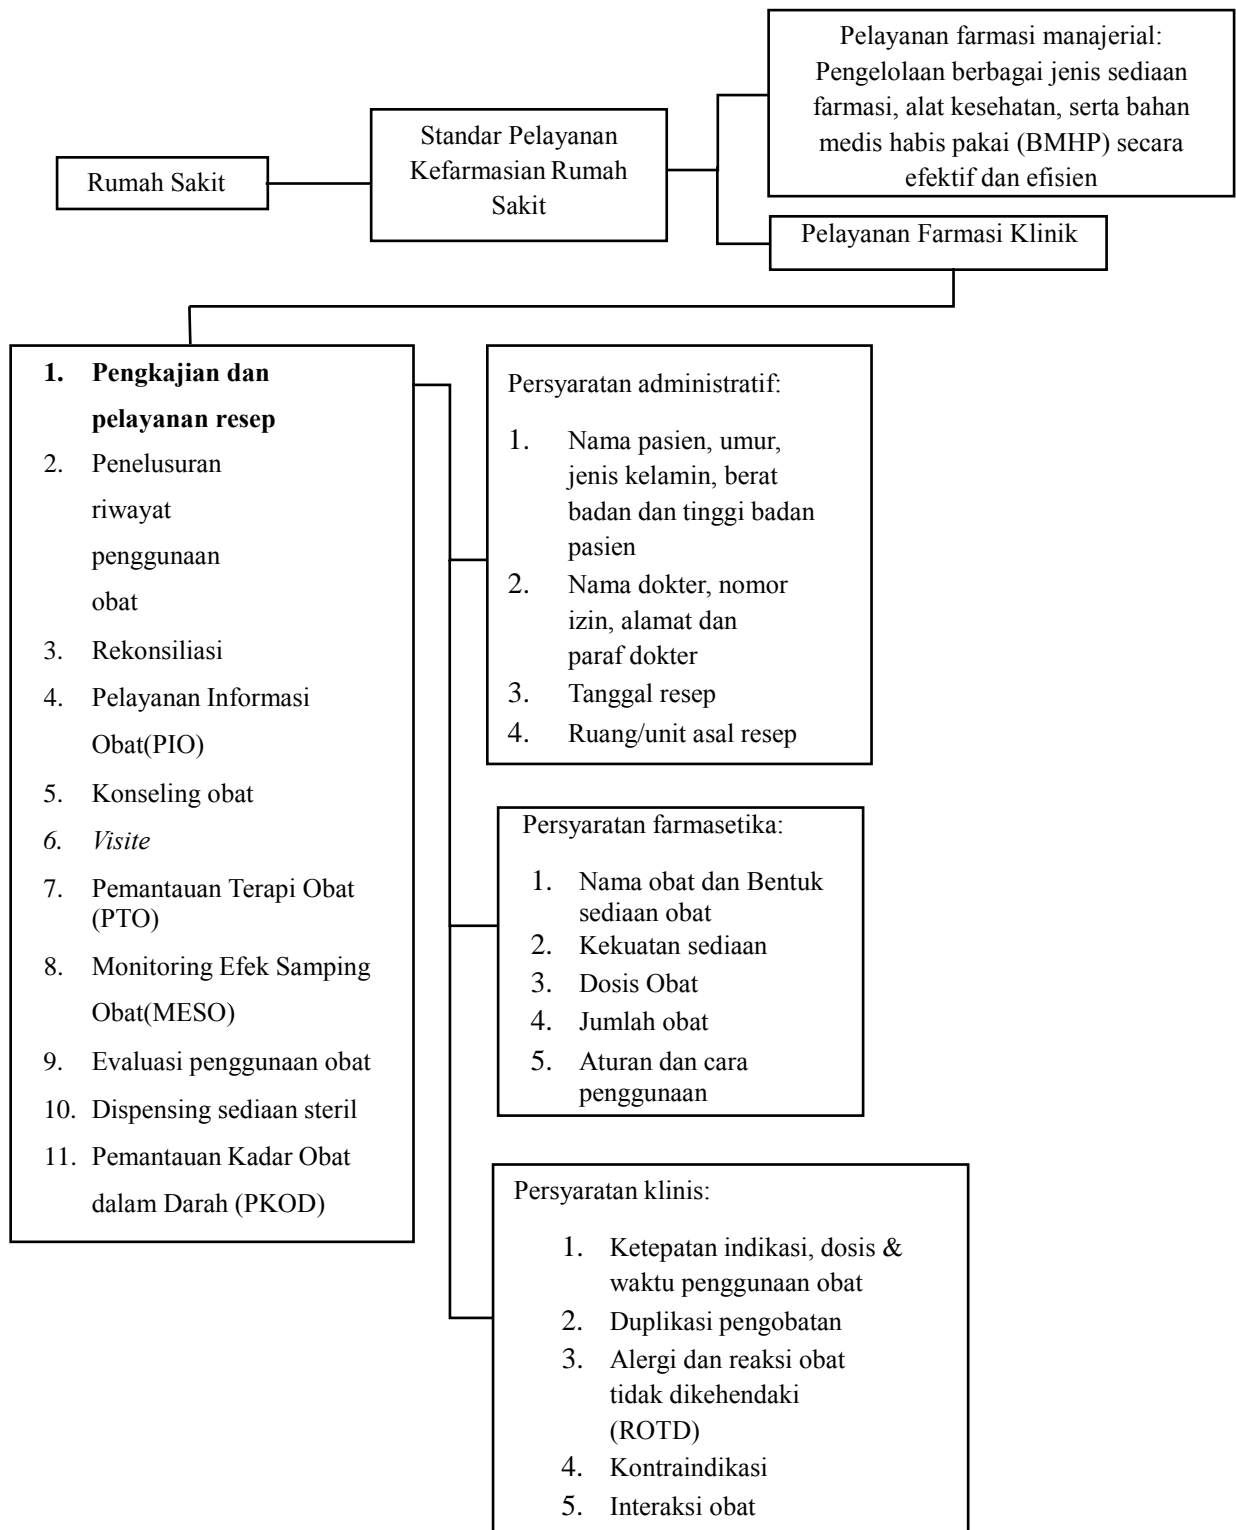 Pelayanan farmasi manajerial:
Pengelolaan berbagai jenis sediaan
farmasi, alat kesehatan, serta bahan
medis habis pakai (BMHP) secara
efektif dan efisien
Standar Pelayanan
Kefarmasian Rumah
Sakit
Rumah Sakit
Pelayanan Farmasi Klinik
1. Pengkajian dan
pelayanan resep
2. Penelusuran
riwayat
penggunaan
obat
3. Rekonsiliasi
4. Pelayanan Informasi
Obat(PIO)
5. Konseling obat
6. Visite
7. Pemantauan Terapi Obat
(PTO)
8. Monitoring Efek Samping
Obat(MESO)
9. Evaluasi penggunaan obat
10. Dispensing sediaan steril
11. Pemantauan Kadar Obat
dalam Darah (PKOD)
Persyaratan administratif:
1. Nama pasien, umur,
jenis kelamin, berat
badan dan tinggi badan
pasien
2. Nama dokter, nomor
izin, alamat dan
paraf dokter
3. Tanggal resep
4. Ruang/unit asal resep
Persyaratan farmasetika:
1. Nama obat dan Bentuk
sediaan obat
2. Kekuatan sediaan
3. Dosis Obat
4. Jumlah obat
5. Aturan dan cara
penggunaan
Persyaratan klinis:
1. Ketepatan indikasi, dosis &
waktu penggunaan obat
2. Duplikasi pengobatan
3. Alergi dan reaksi obat
tidak dikehendaki
(ROTD)
4. Kontraindikasi
5. Interaksi obat